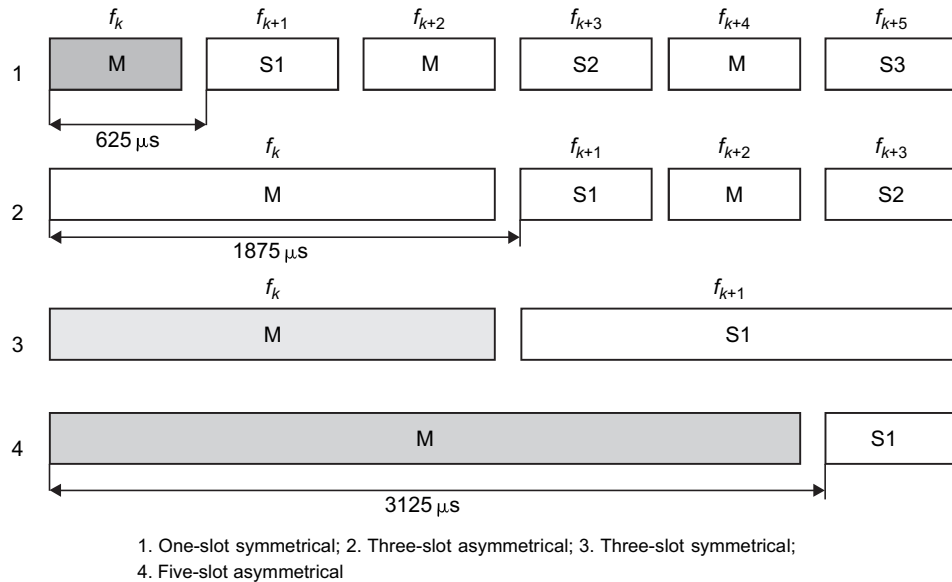 f_k f_{k+1} f_{k+2} f_{k+3} f_{k+4} f_{k+5}
1 M S1 M S2 M S3
625 μs
f_k f_{k+1} f_{k+2} f_{k+3}
2 M S1 M S2
1875 μs
f_k f_{k+1}
3 M S1
4 M S1
3125 μs
1. One-slot symmetrical; 2. Three-slot asymmetrical; 3. Three-slot symmetrical;
4. Five-slot asymmetrical